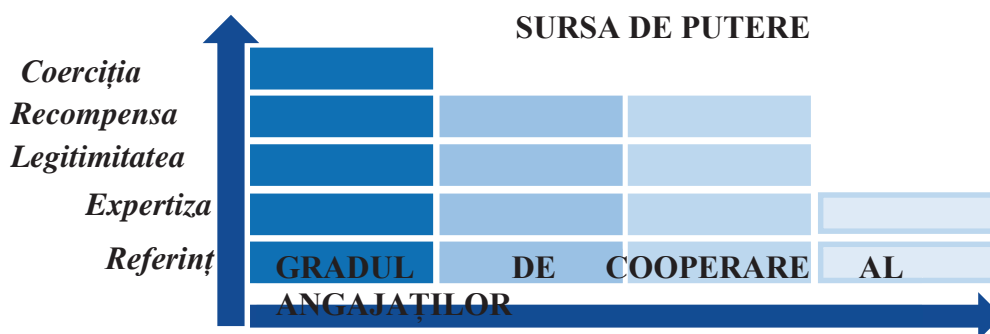 SURSA DE PUTERE
Coerciția
Recompensa
Legitimitatea
Expertiza
Referinț
GRADUL DE COOPERARE AL
ANGAJAȚILOR